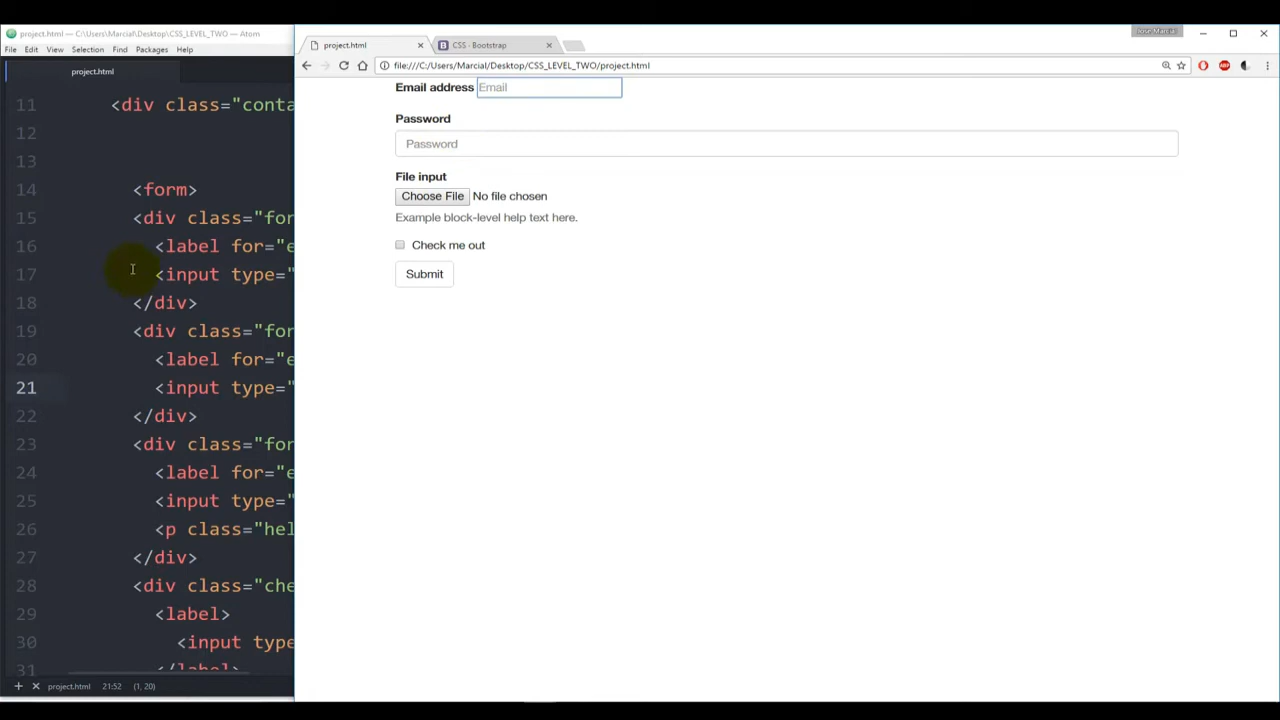 project.html — C:\Users\Marcial\Desktop\CSS_LEVEL_TWO — Atom
File Edit View Selection Find Packages Help
project.html
11 <div class="conta
12
13
14 <form>
15 <div class="for
16 <label for="e
17 <input type="
18 </div>
19 <div class="for
20 <label for="e
21 <input type="
22 </div>
23 <div class="for
24 <label for="e
25 <input type="
26 <p class="hel
27 </div>
28 <div class="che
29 <label>
30 <input type
31 </label>
project.html 21:52 (1, 20)
Jose Marcial
project.html
CSS · Bootstrap
file:///C:/Users/Marcial/Desktop/CSS_LEVEL_TWO/project.html
ABP
Email address Email
Password
Password
File input
Choose File No file chosen
Example block-level help text here.
Check me out
Submit